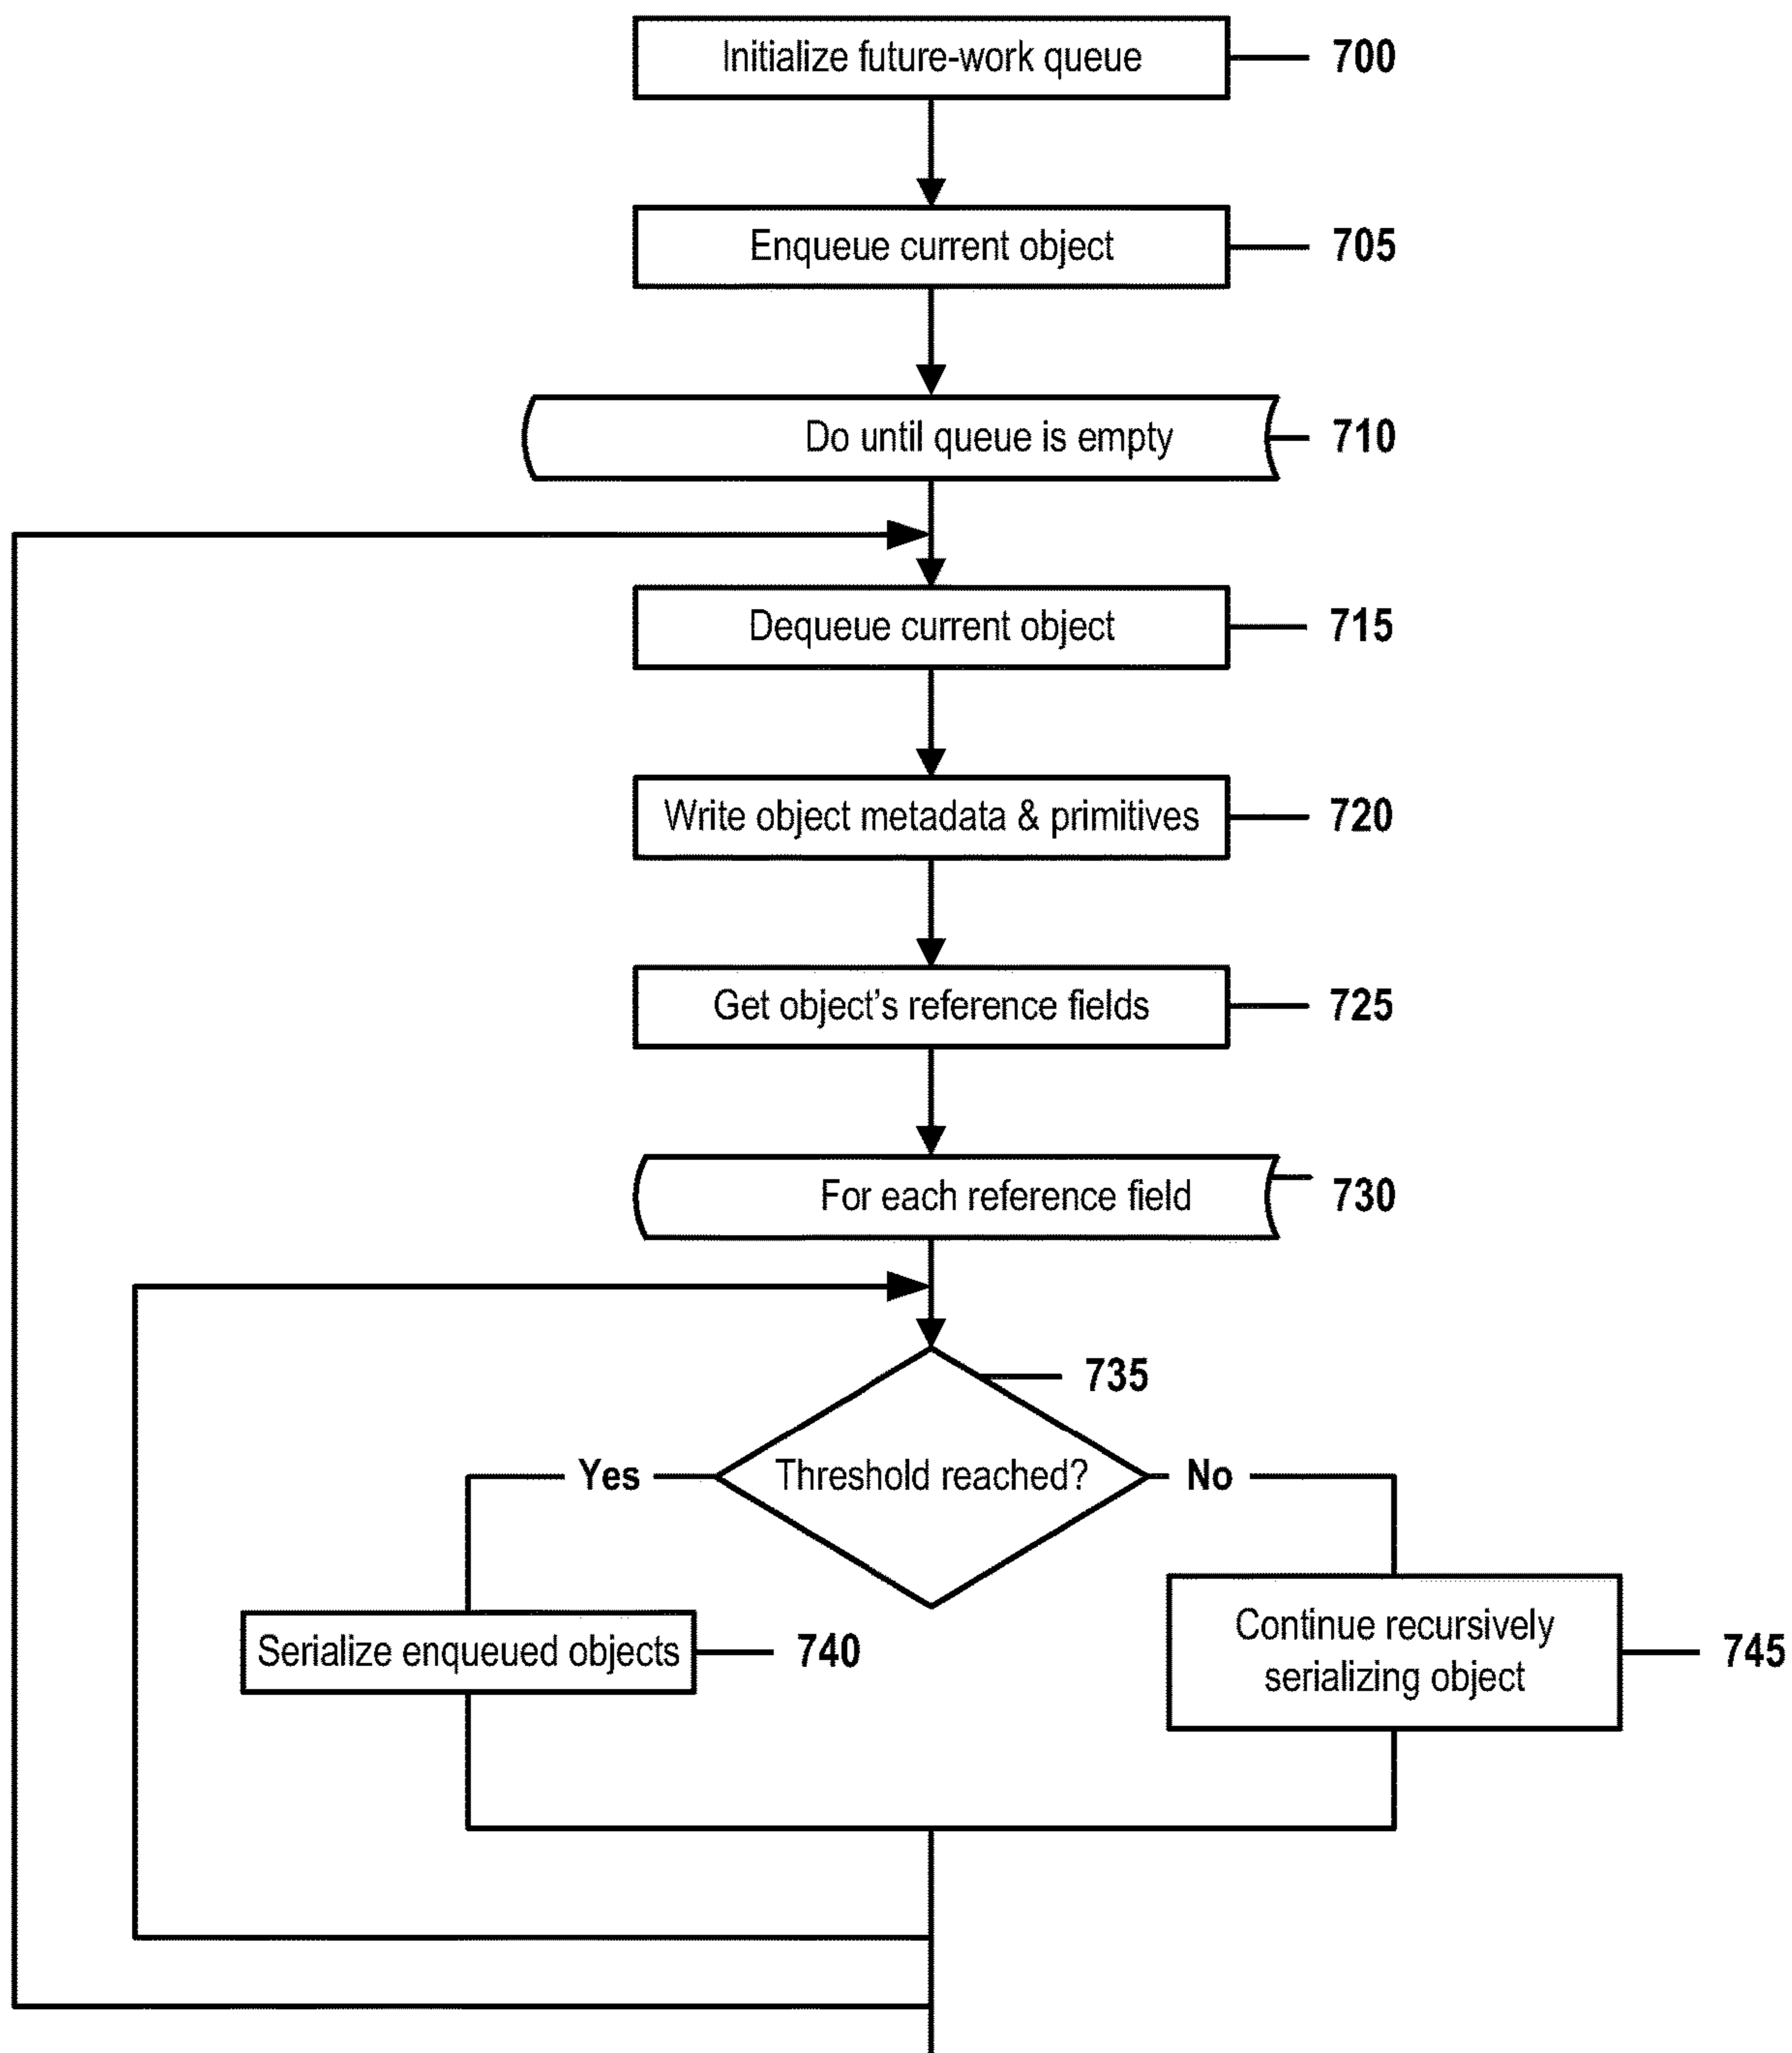 Initialize future-work queue 700
Enqueue current object 705
Do until queue is empty 710
Dequeue current object 715
Write object metadata & primitives 720
Get object's reference fields 725
For each reference field 730
735
Yes Threshold reached? No
Serialize enqueued objects 740
Continue recursively
serializing object 745